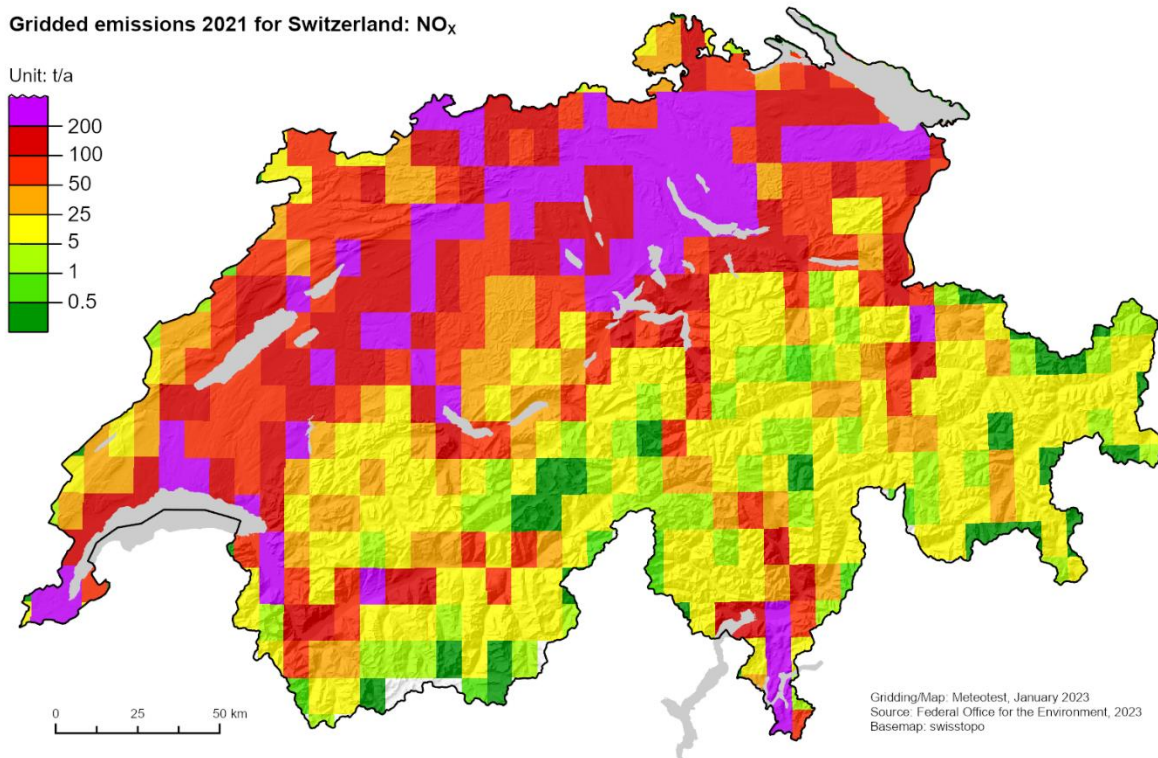 Gridded emissions 2021 for Switzerland: NOₓ
Unit: t/a
200
100
50
25
5
1
0.5
0 25 50 km
Gridding/Map: Meteotest, January 2023
Source: Federal Office for the Environment, 2023
Basemap: swisstopo